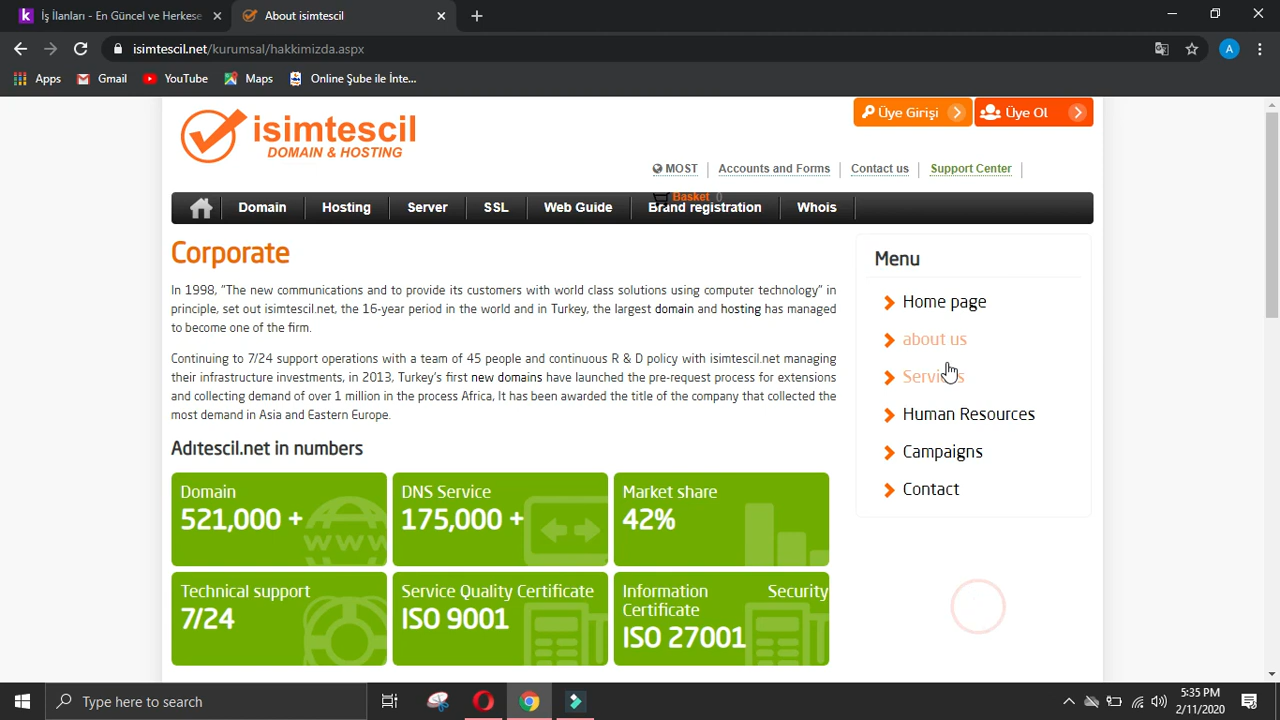 İş İlanları - En Güncel ve Herkese
About isimtescil
isimtescil.net/kurumsal/hakkimizda.aspx
A
Apps
Gmail
YouTube
Maps
Online Şube ile İnte...
isimtescil
DOMAIN & HOSTING
Üye Girişi
Üye Ol
MOST
Accounts and Forms
Contact us
Support Center
Basket 0
Domain
Hosting
Server
SSL
Web Guide
Brand registration
Whois
Corporate
In 1998, "The new communications and to provide its customers with world class solutions using computer technology" in
principle, set out isimtescil.net, the 16-year period in the world and in Turkey, the largest domain and hosting has managed
to become one of the firm.
Continuing to 7/24 support operations with a team of 45 people and continuous R & D policy with isimtescil.net managing
their infrastructure investments, in 2013, Turkey's first new domains have launched the pre-request process for extensions
and collecting demand of over 1 million in the process Africa, It has been awarded the title of the company that collected the
most demand in Asia and Eastern Europe.
Adıtescil.net in numbers
Domain
521,000 +
DNS Service
175,000 +
Market share
42%
Technical support
7/24
Service Quality Certificate
ISO 9001
Information Security
Certificate
ISO 27001
Menu
Home page
about us
Services
Human Resources
Campaigns
Contact
Type here to search
5:35 PM
2/11/2020